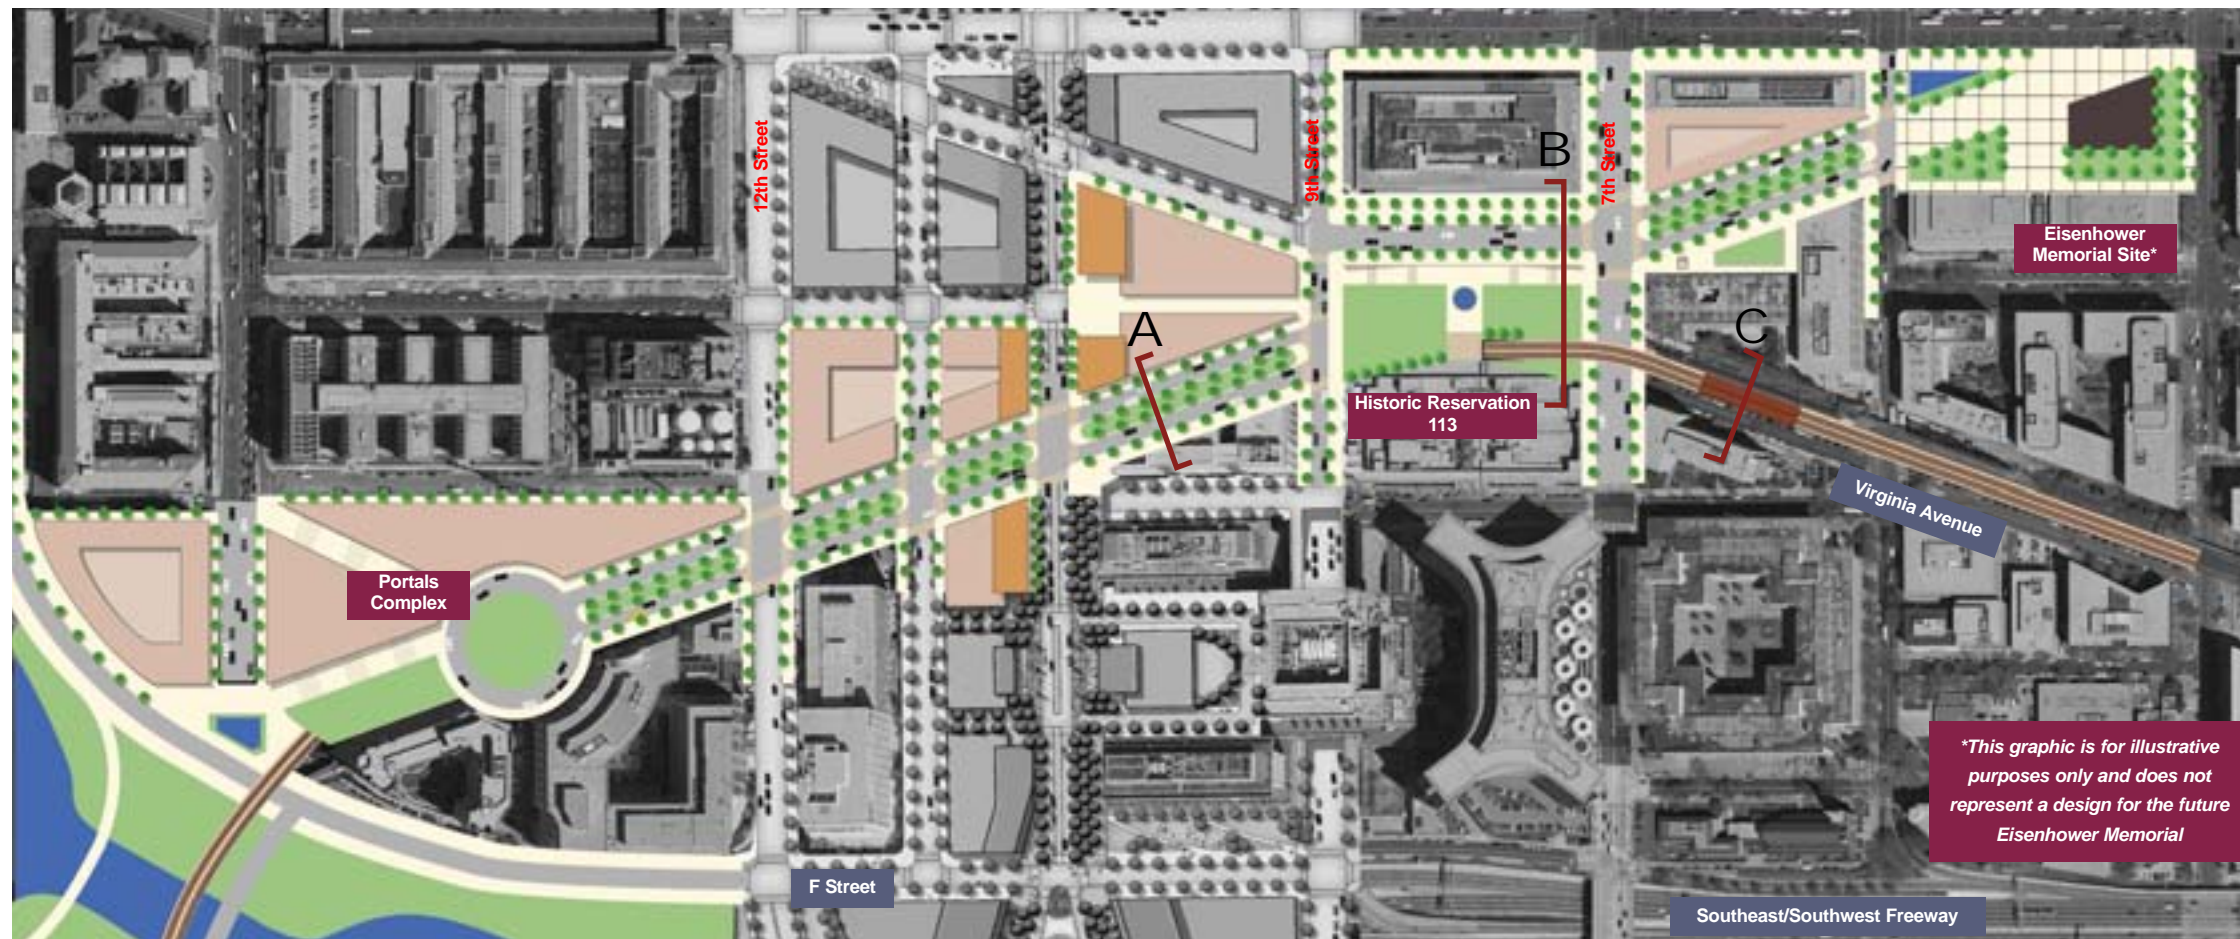 12th Street
9th Street
B
7th Street
Eisenhower
Memorial Site*
A
C
Historic Reservation
113
Virginia Avenue
Portals
Complex
*This graphic is for illustrative
purposes only and does not
represent a design for the future
Eisenhower Memorial
F Street
Southeast/Southwest Freeway